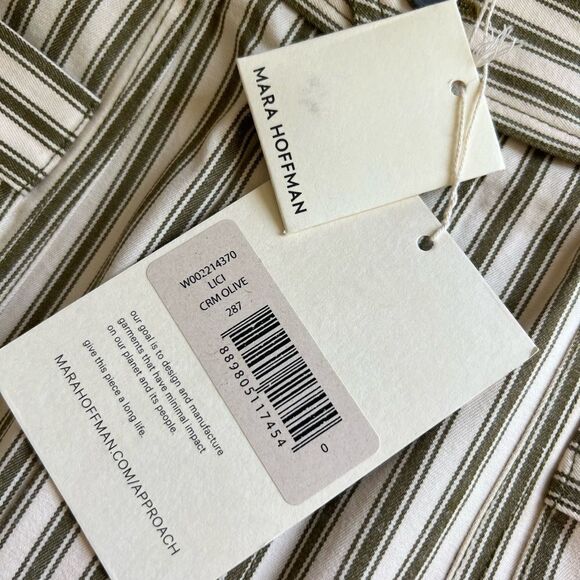 MARA HOFFMAN
W002214370
LICI
CRM OLIVE
287
889805117454
0
our goal is to design and manufacture
garments that have minimal impact
on our planet and its people.
give this piece a long life.
MARAHOFFMAN.COM/APPROACH